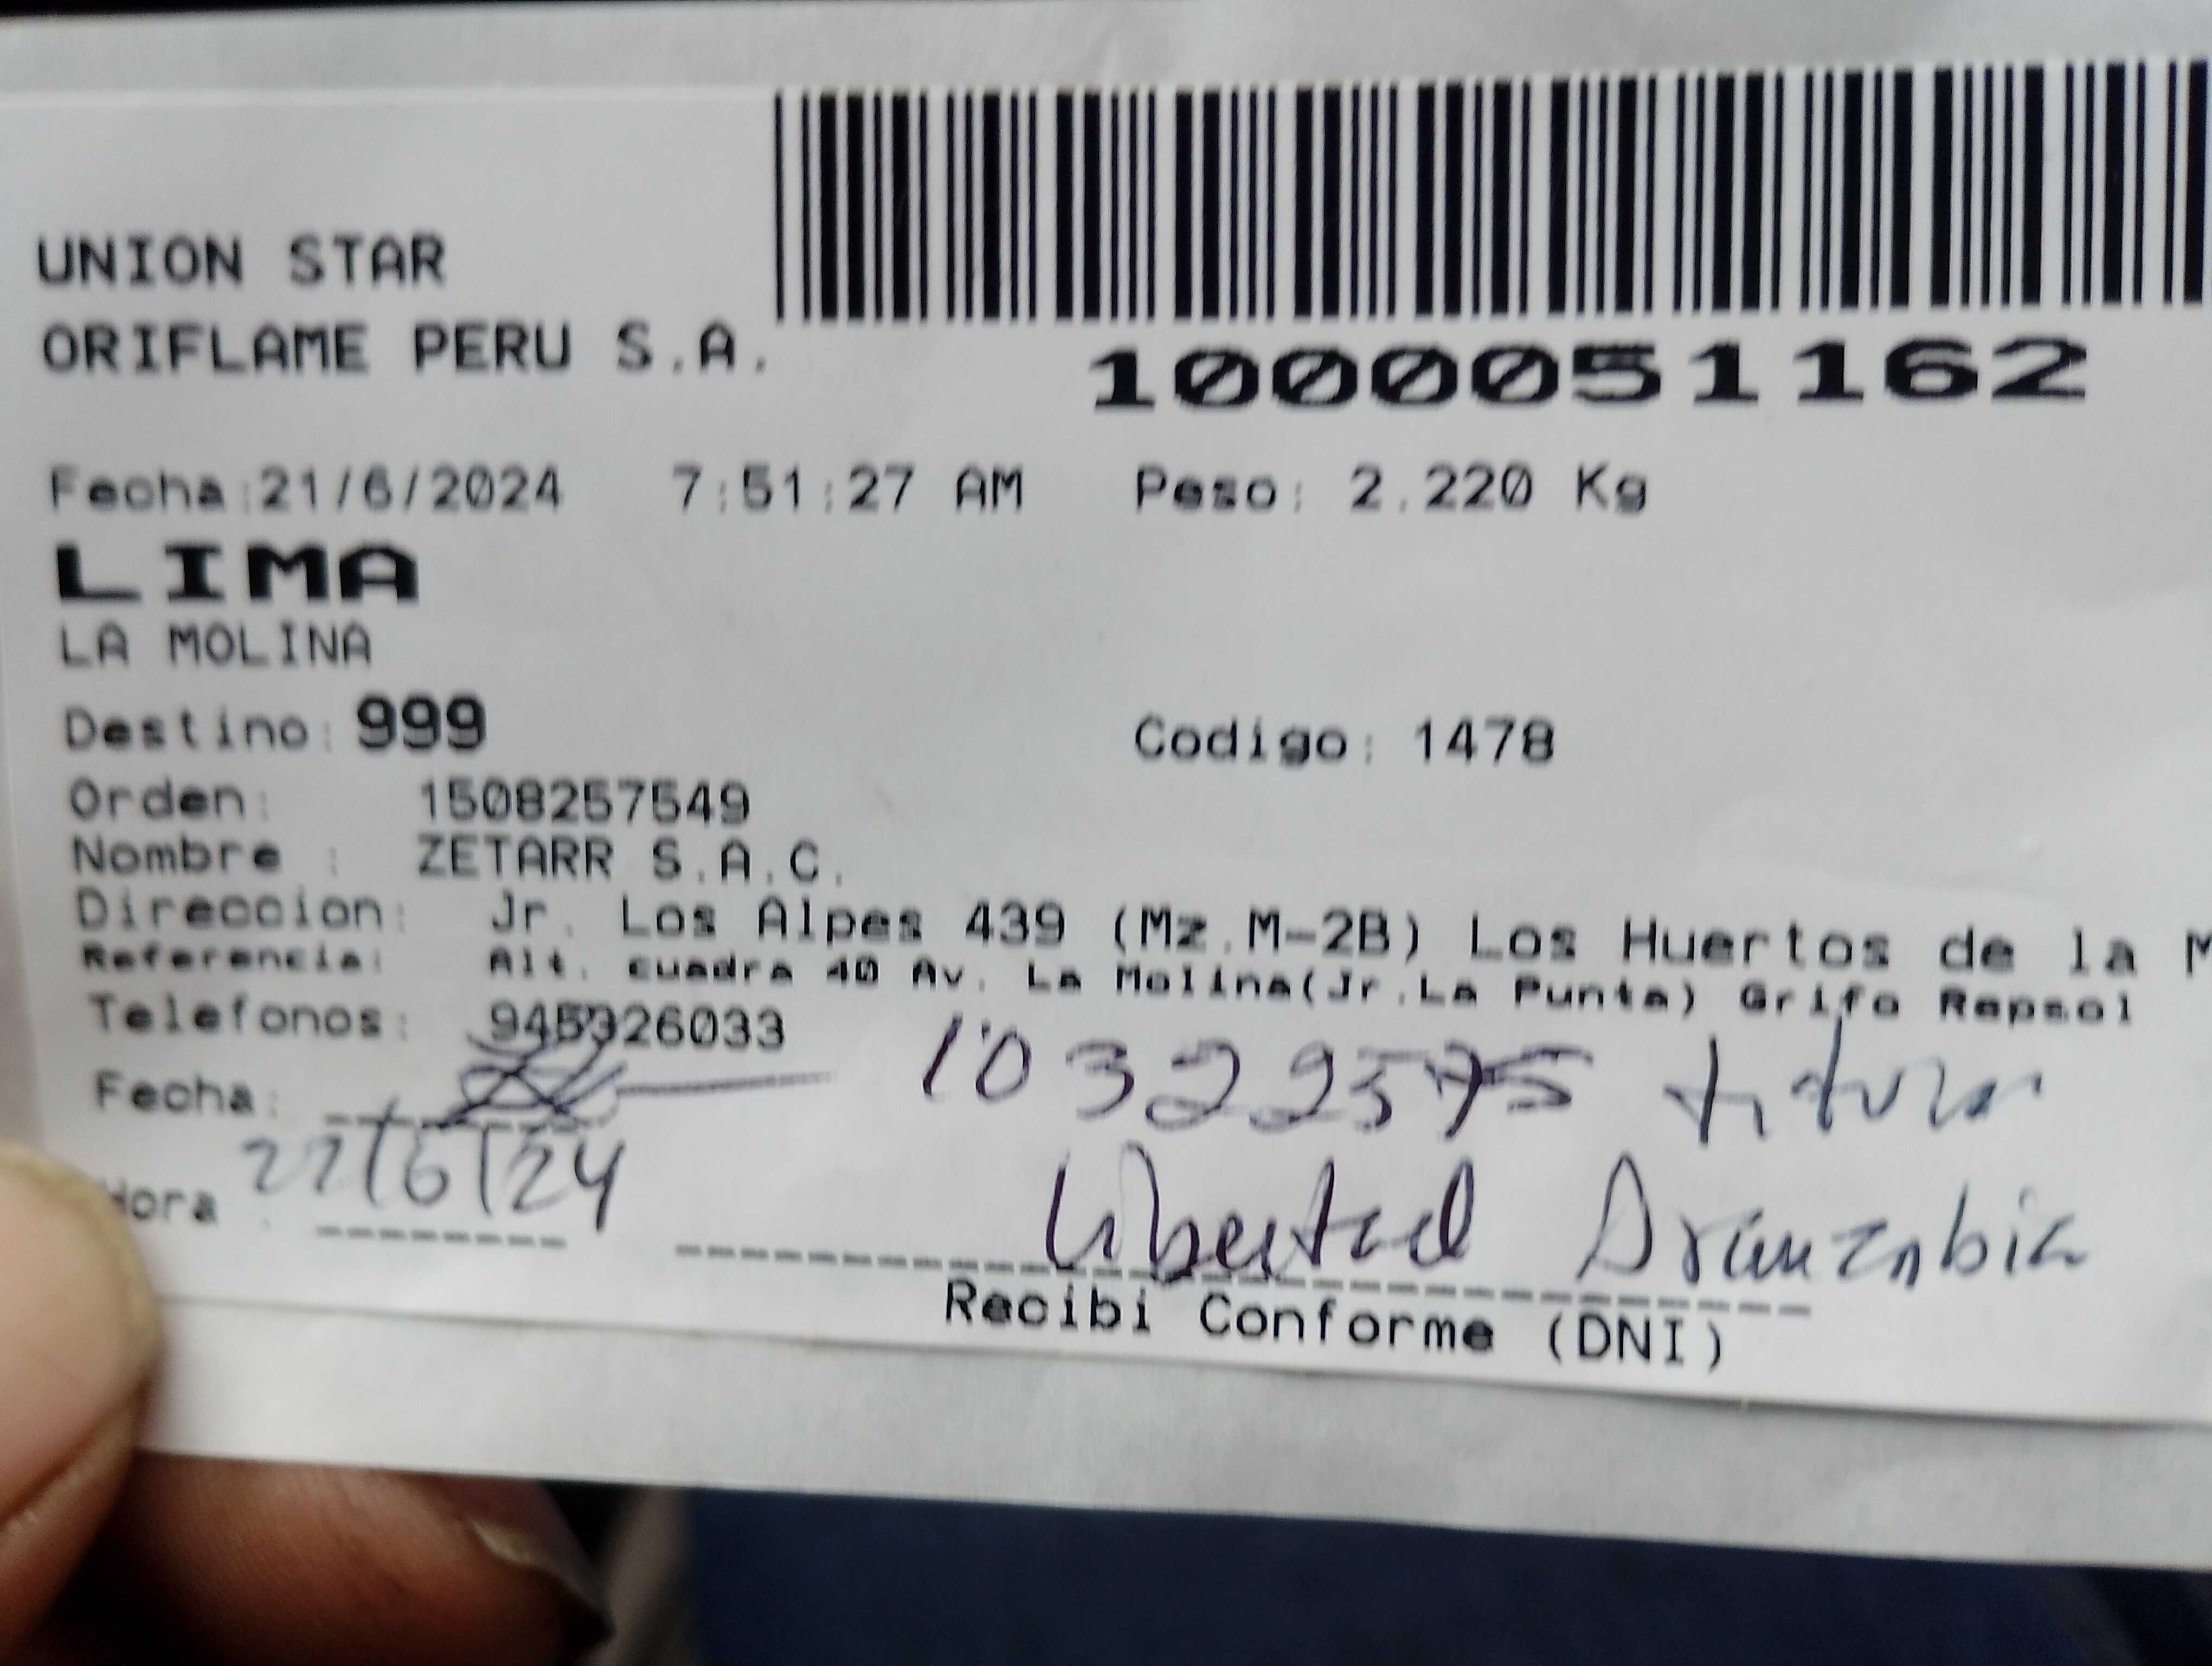 UNION STAR
ORIFLAME PERU S.A.
1000051162
Fecha:21/6/2024 7:51:27 AM Peso: 2.220 Kg
LIMA
LA MOLINA
Destino: 999 Codigo: 1478
Orden: 1508257549
Nombre : ZETARR S.A.C.
Direccion: Jr. Los Alpes 439 (Mz.M-2B) Los Huertos de la M
Referencia: Alt. cuadra 40 Av. La Molina(Jr.La Punta) Grifo Repsol
Telefonos: 945326033
Fecha:
22/6/24
Hora :
Libertad
Recibi Conforme (DNI)